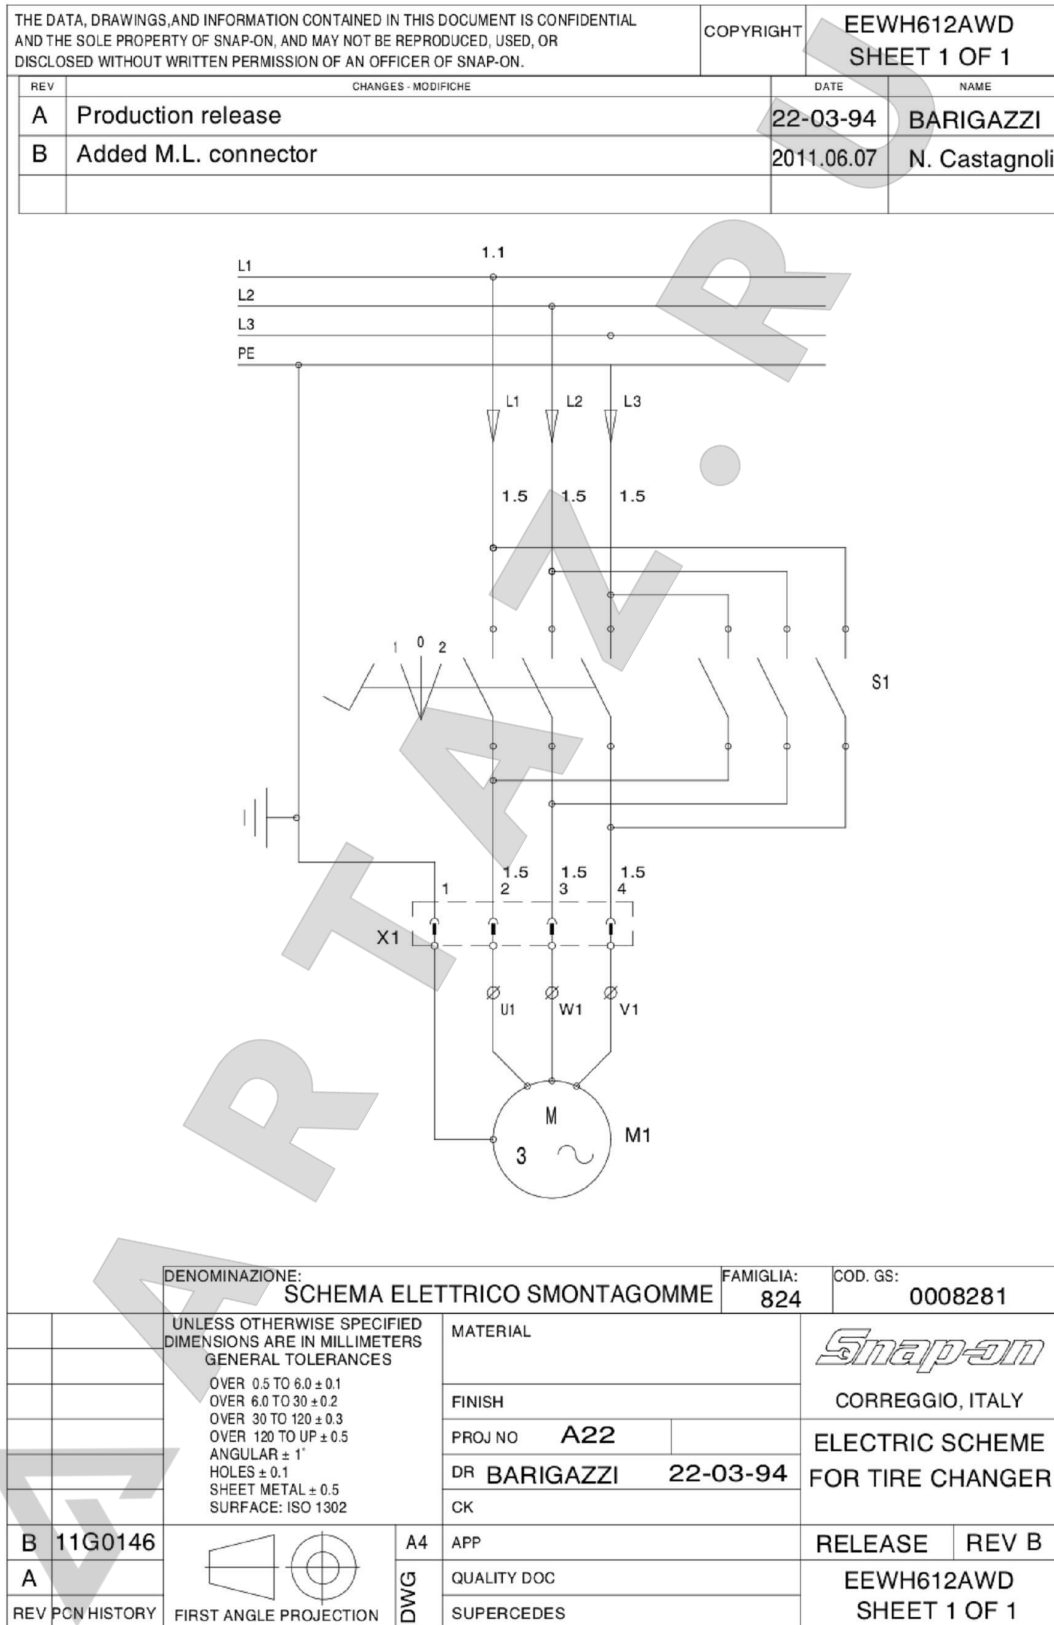 THE DATA, DRAWINGS,AND INFORMATION CONTAINED IN THIS DOCUMENT IS CONFIDENTIAL
AND THE SOLE PROPERTY OF SNAP-ON, AND MAY NOT BE REPRODUCED, USED, OR
DISCLOSED WITHOUT WRITTEN PERMISSION OF AN OFFICER OF SNAP-ON.
COPYRIGHT
EEWH612AWD
SHEET 1 OF 1
REV CHANGES - MODIFICHE DATE NAME
A Production release 22-03-94 BARIGAZZI
B Added M.L. connector 2011.06.07 N. Castagnoli
1.1
L1
L2
L3
PE
L1 L2 L3
1.5 1.5 1.5
1 0 2
S1
1.5 1.5 1.5
1 2 3 4
X1
U1 W1 V1
M
3
M1
ARTAZ.RU
DENOMINAZIONE:
SCHEMA ELETTRICO SMONTAGOMME
FAMIGLIA:
824
COD. GS:
0008281
UNLESS OTHERWISE SPECIFIED
DIMENSIONS ARE IN MILLIMETERS
GENERAL TOLERANCES
OVER 0.5 TO 6.0 ± 0.1
OVER 6.0 TO 30 ± 0.2
OVER 30 TO 120 ± 0.3
OVER 120 TO UP ± 0.5
ANGULAR ± 1°
HOLES ± 0.1
SHEET METAL ± 0.5
SURFACE: ISO 1302
MATERIAL
FINISH
PROJ NO A22
DR BARIGAZZI 22-03-94
CK
APP
QUALITY DOC
SUPERCEDES
Snap-on
CORREGGIO, ITALY
ELECTRIC SCHEME
FOR TIRE CHANGER
RELEASE REV B
EEWH612AWD
SHEET 1 OF 1
B 11G0146
A
REV PCN HISTORY
FIRST ANGLE PROJECTION
A4
DWG